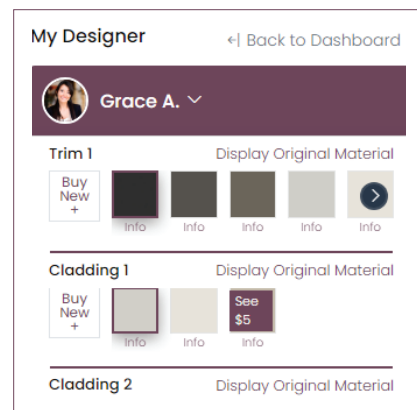 My Designer
Back to Dashboard
Grace A.
Trim 1
Display Original Material
Buy
New
+
Info
Info
Info
Info
Info
Cladding 1
Display Original Material
Buy
New
+
See
$5
Info
Info
Info
Cladding 2
Display Original Material